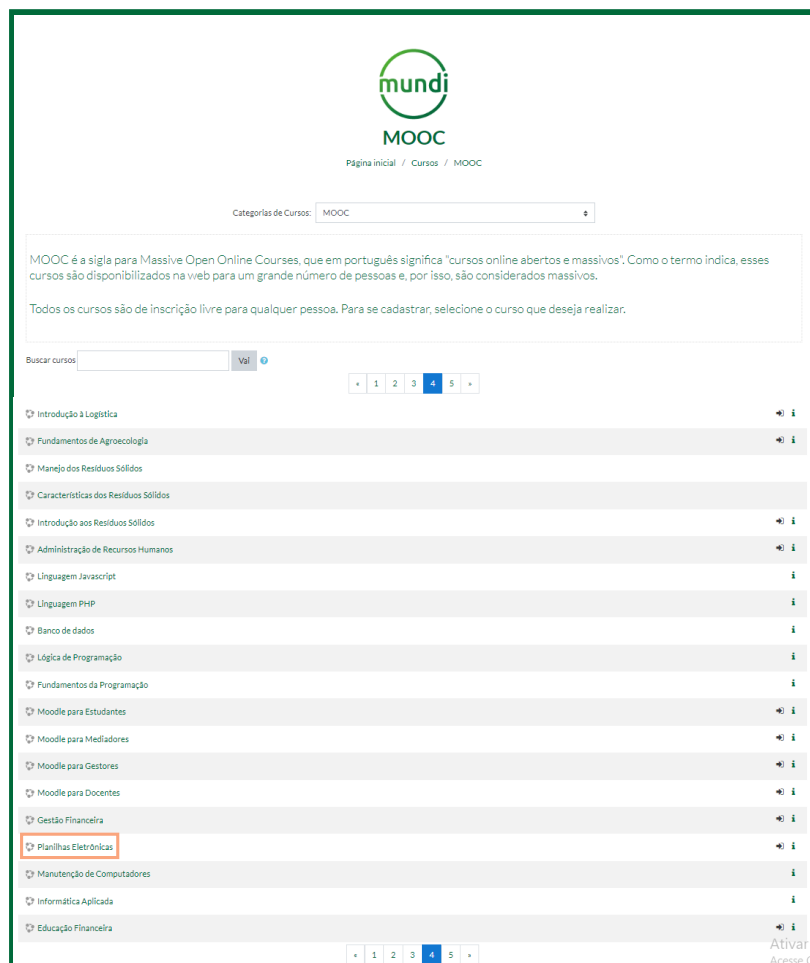 mundi
MOOC
Página inicial / Cursos / MOOC
Categorias de Cursos: MOOC
MOOC é a sigla para Massive Open Online Courses, que em português significa "cursos online abertos e massivos". Como o termo indica, esses
cursos são disponibilizados na web para um grande número de pessoas e, por isso, são considerados massivos.
Todos os cursos são de inscrição livre para qualquer pessoa. Para se cadastrar, selecione o curso que deseja realizar.
Buscar cursos Vai
« 1 2 3 4 5 »
Introdução à Logística
Fundamentos de Agroecologia
Manejo dos Resíduos Sólidos
Características dos Resíduos Sólidos
Introdução aos Resíduos Sólidos
Administração de Recursos Humanos
Linguagem Javascript
Linguagem PHP
Banco de dados
Lógica de Programação
Fundamentos da Programação
Moodle para Estudantes
Moodle para Mediadores
Moodle para Gestores
Moodle para Docentes
Gestão Financeira
Planilhas Eletrônicas
Manutenção de Computadores
Informática Aplicada
Educação Financeira
« 1 2 3 4 5 »
Ativar
Acesse